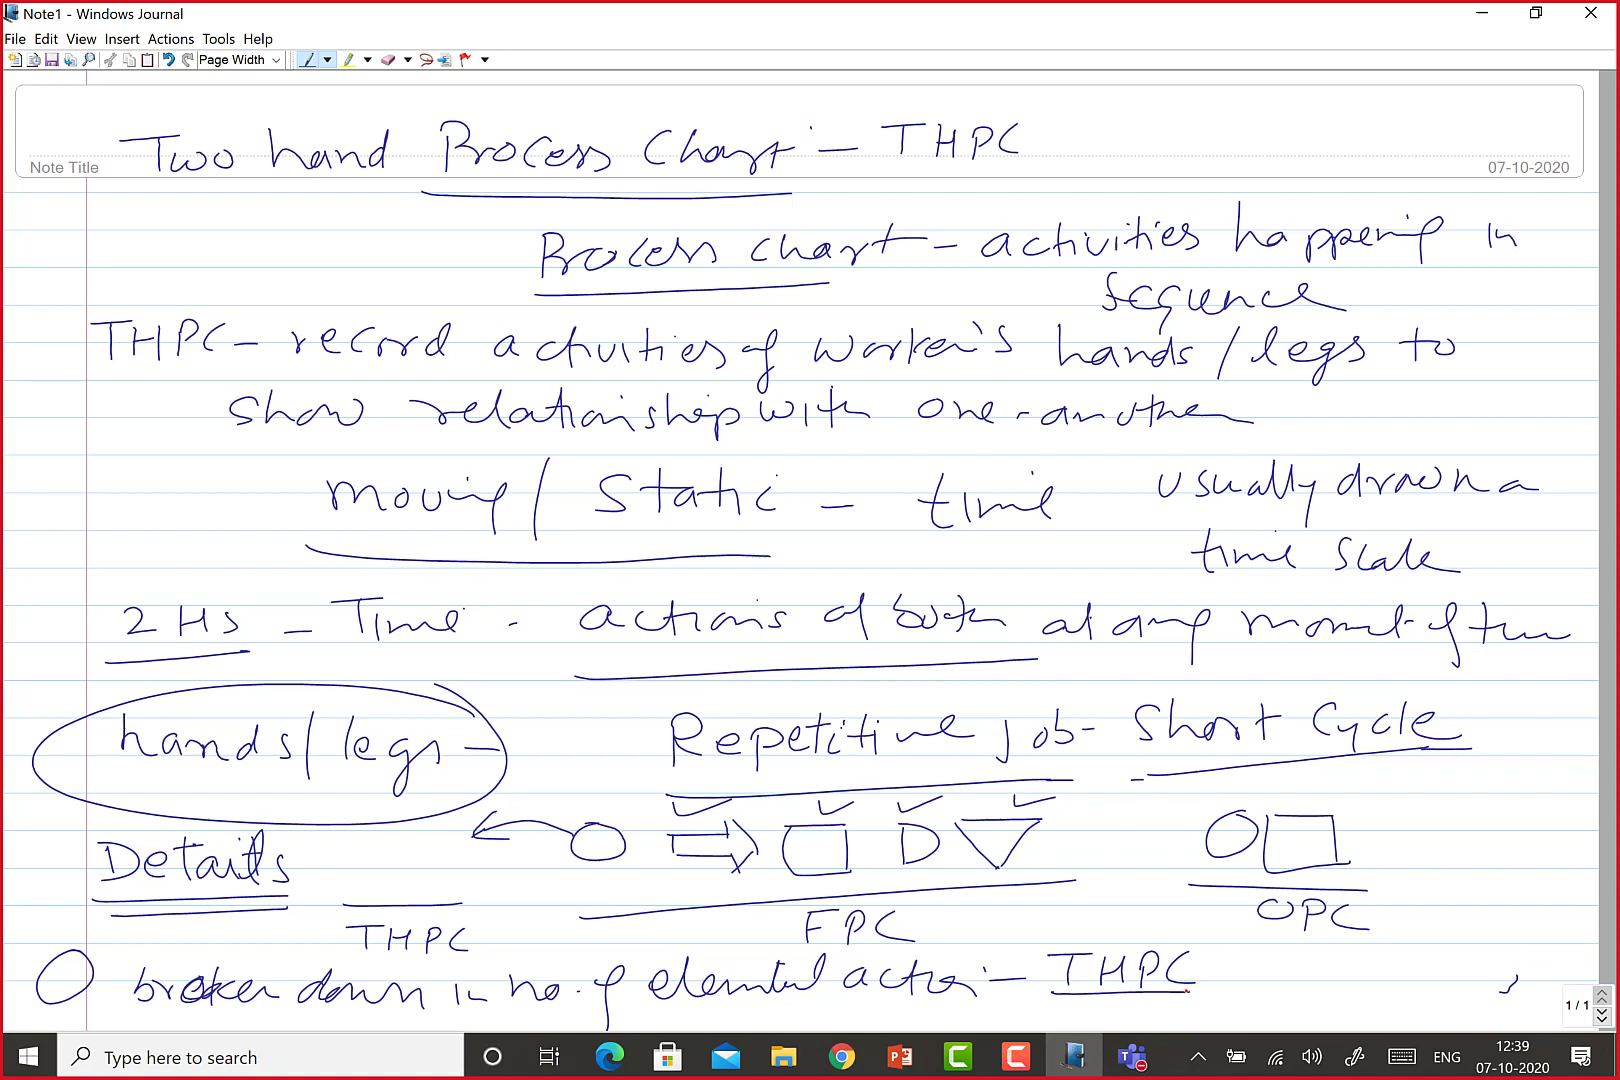 Note1 - Windows Journal
File Edit View Insert Actions Tools Help
Page Width
Two hand Process Chart - THPC
Note Title
07-10-2020
Process chart - activities happening in
sequence
THPC - record activities of worker's hands / legs to
show relationship with one-another
moving / Static - time usually drawn a
time scale
2 Hs - Time - actions of both at any moment of time
hands / legs - Repetitive job - Short Cycle
Details
THPC FPC OPC
broken down in no. of elemental action - THPC
1 / 1
Type here to search
ENG
12:39
07-10-2020